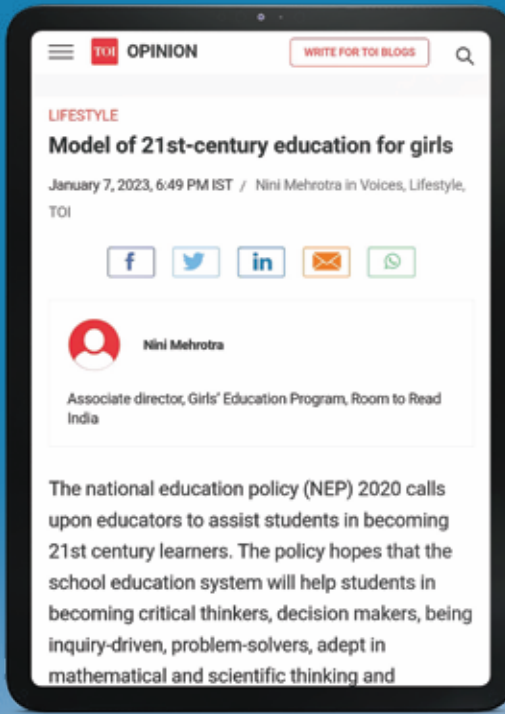 TOI OPINION WRITE FOR TOI BLOGS
LIFESTYLE
Model of 21st-century education for girls
January 7, 2023, 6:49 PM IST / Nini Mehrotra in Voices, Lifestyle,
TOI
f in
Nini Mehrotra
Associate director, Girls' Education Program, Room to Read
India
The national education policy (NEP) 2020 calls
upon educators to assist students in becoming
21st century learners. The policy hopes that the
school education system will help students in
becoming critical thinkers, decision makers, being
inquiry-driven, problem-solvers, adept in
mathematical and scientific thinking and